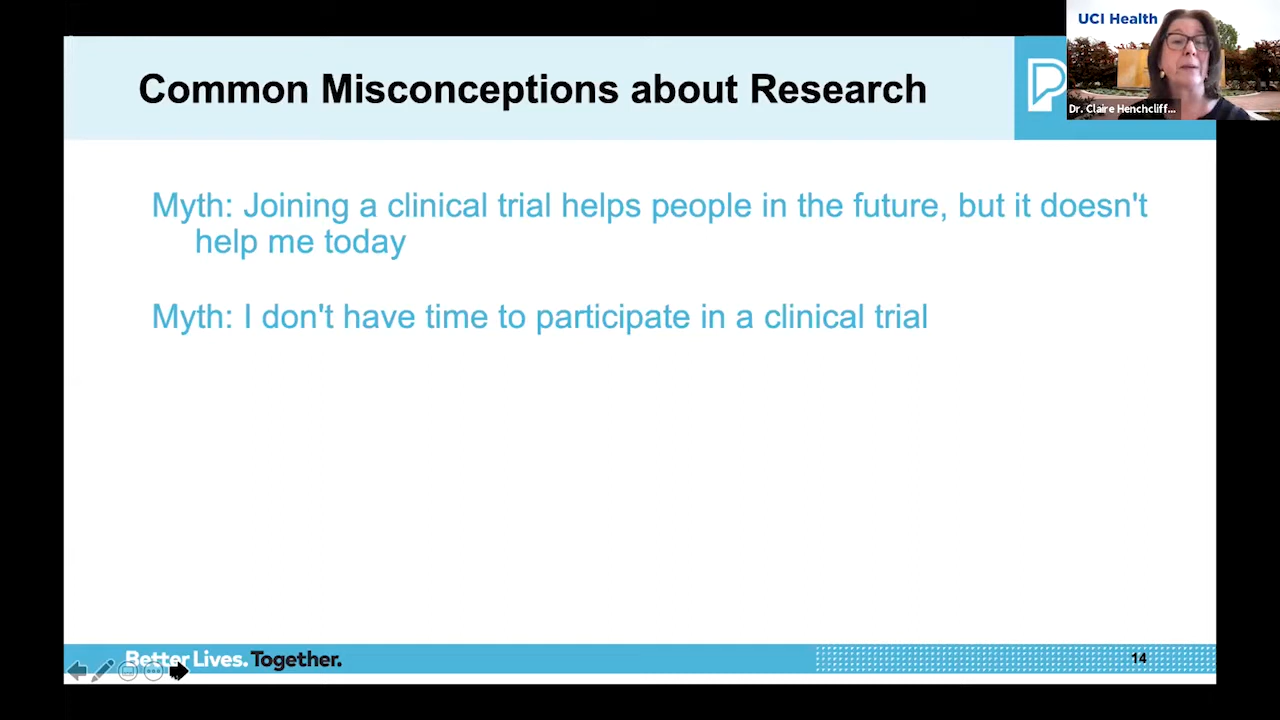 UCI Health
Common Misconceptions about Research
P
Dr. Claire Henchcliff...
Myth: Joining a clinical trial helps people in the future, but it doesn't
help me today
Myth: I don't have time to participate in a clinical trial
Better Lives. Together.
14